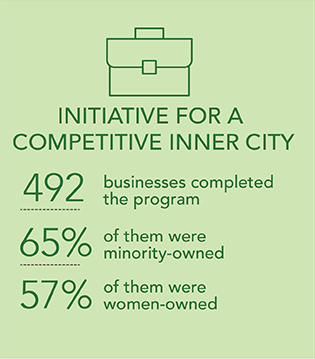 INITIATIVE FOR A
COMPETITIVE INNER CITY
492 businesses completed
the program
65% of them were
minority-owned
57% of them were
women-owned